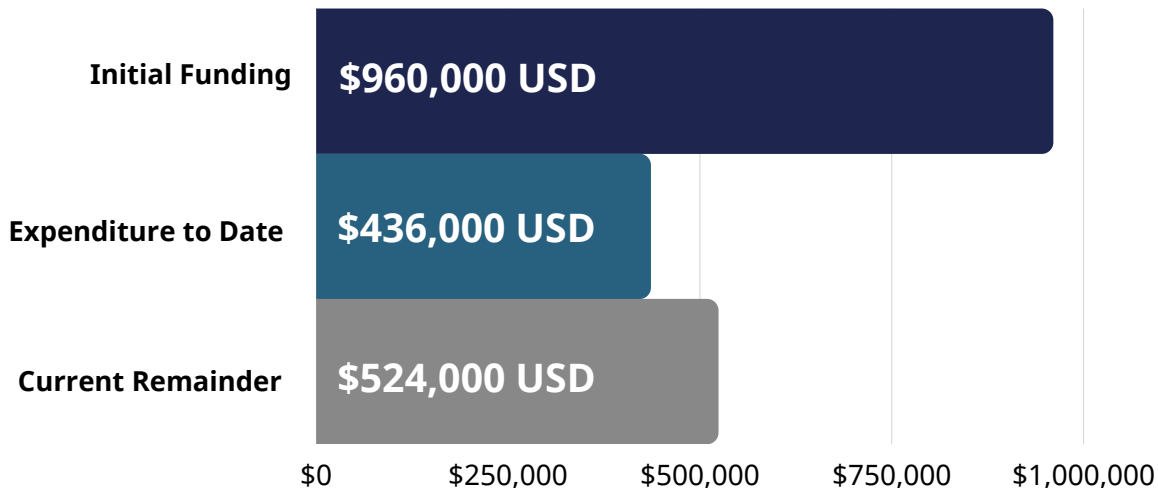 Initial Funding
$960,000 USD
Expenditure to Date
$436,000 USD
Current Remainder
$524,000 USD
$0 $250,000 $500,000 $750,000 $1,000,000